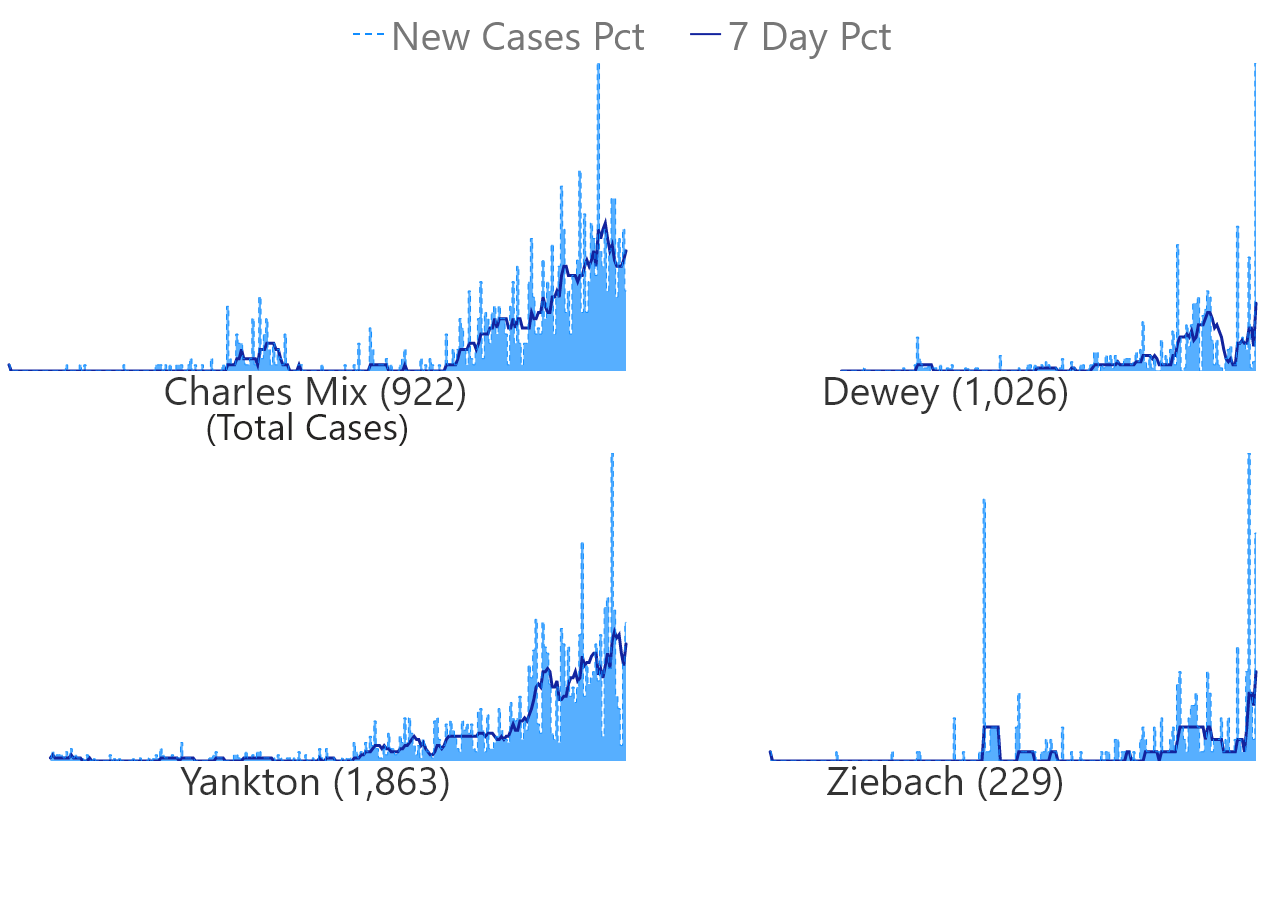 New Cases Pct 7 Day Pct
Charles Mix (922)
(Total Cases)
Dewey (1,026)
Yankton (1,863)
Ziebach (229)